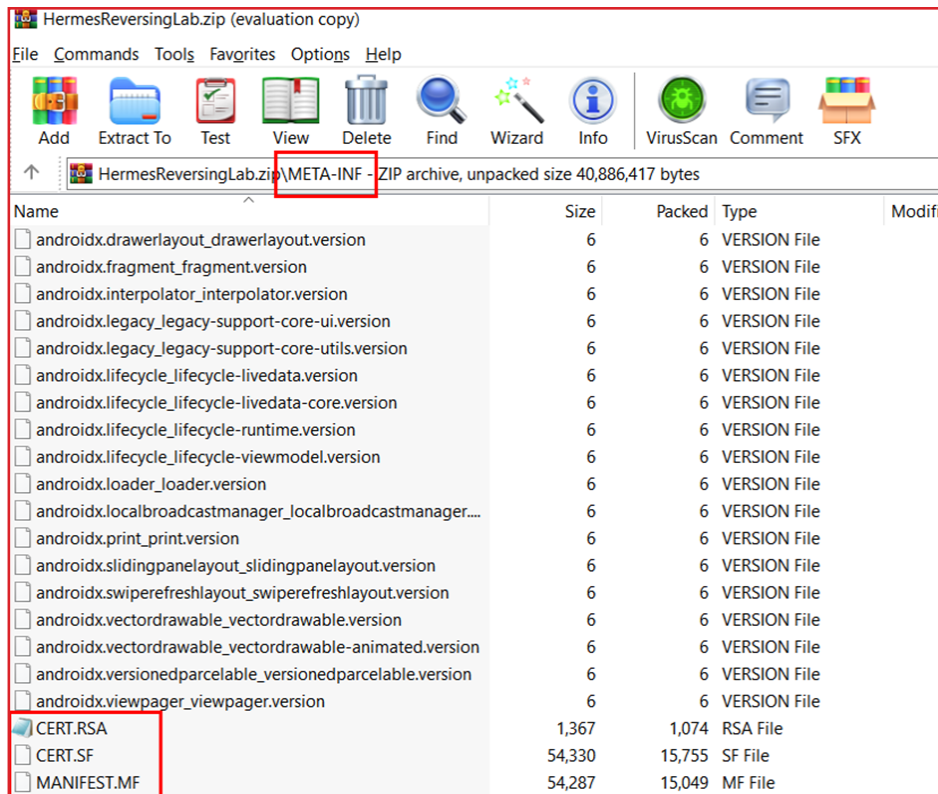 HermesReversingLab.zip (evaluation copy)
File Commands Tools Favorites Options Help
Add Extract To Test View Delete Find Wizard Info VirusScan Comment SFX
HermesReversingLab.zip\META-INF - ZIP archive, unpacked size 40,886,417 bytes
Name Size Packed Type Modifi
androidx.drawerlayout_drawerlayout.version 6 6 VERSION File
androidx.fragment_fragment.version 6 6 VERSION File
androidx.interpolator_interpolator.version 6 6 VERSION File
androidx.legacy_legacy-support-core-ui.version 6 6 VERSION File
androidx.legacy_legacy-support-core-utils.version 6 6 VERSION File
androidx.lifecycle_lifecycle-livedata.version 6 6 VERSION File
androidx.lifecycle_lifecycle-livedata-core.version 6 6 VERSION File
androidx.lifecycle_lifecycle-runtime.version 6 6 VERSION File
androidx.lifecycle_lifecycle-viewmodel.version 6 6 VERSION File
androidx.loader_loader.version 6 6 VERSION File
androidx.localbroadcastmanager_localbroadcastmanager.... 6 6 VERSION File
androidx.print_print.version 6 6 VERSION File
androidx.slidingpanelayout_slidingpanelayout.version 6 6 VERSION File
androidx.swiperefreshlayout_swiperefreshlayout.version 6 6 VERSION File
androidx.vectordrawable_vectordrawable.version 6 6 VERSION File
androidx.vectordrawable_vectordrawable-animated.version 6 6 VERSION File
androidx.versionedparcelable_versionedparcelable.version 6 6 VERSION File
androidx.viewpager_viewpager.version 6 6 VERSION File
CERT.RSA 1,367 1,074 RSA File
CERT.SF 54,330 15,755 SF File
MANIFEST.MF 54,287 15,049 MF File